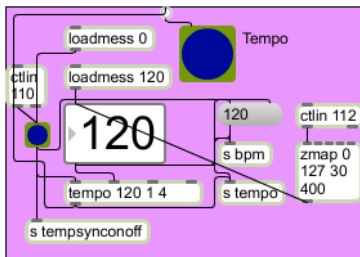 loadmess 0
Tempo
ctlin
110
loadmess 120
120
120
ctlin 112
s bpm
zmap 0
127 30
400
tempo 120 1 4
s tempo
s tempsynconoff